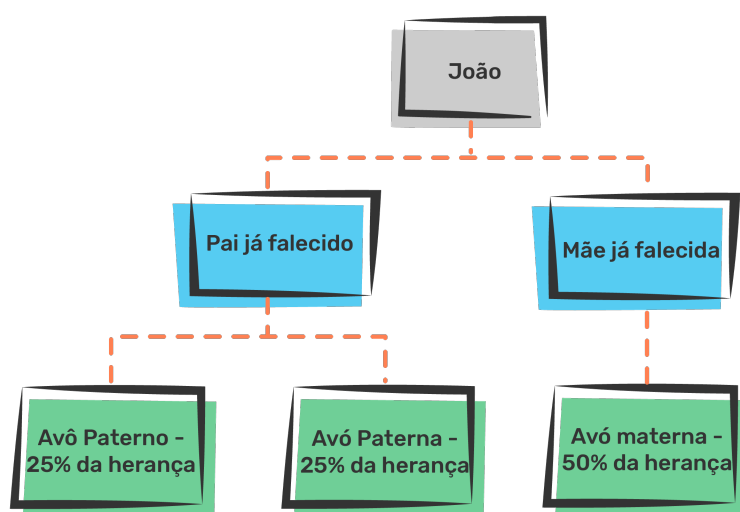 João
Pai já falecido
Mãe já falecida
Avô Paterno -
25% da herança
Avó Paterna -
25% da herança
Avó materna -
50% da herança